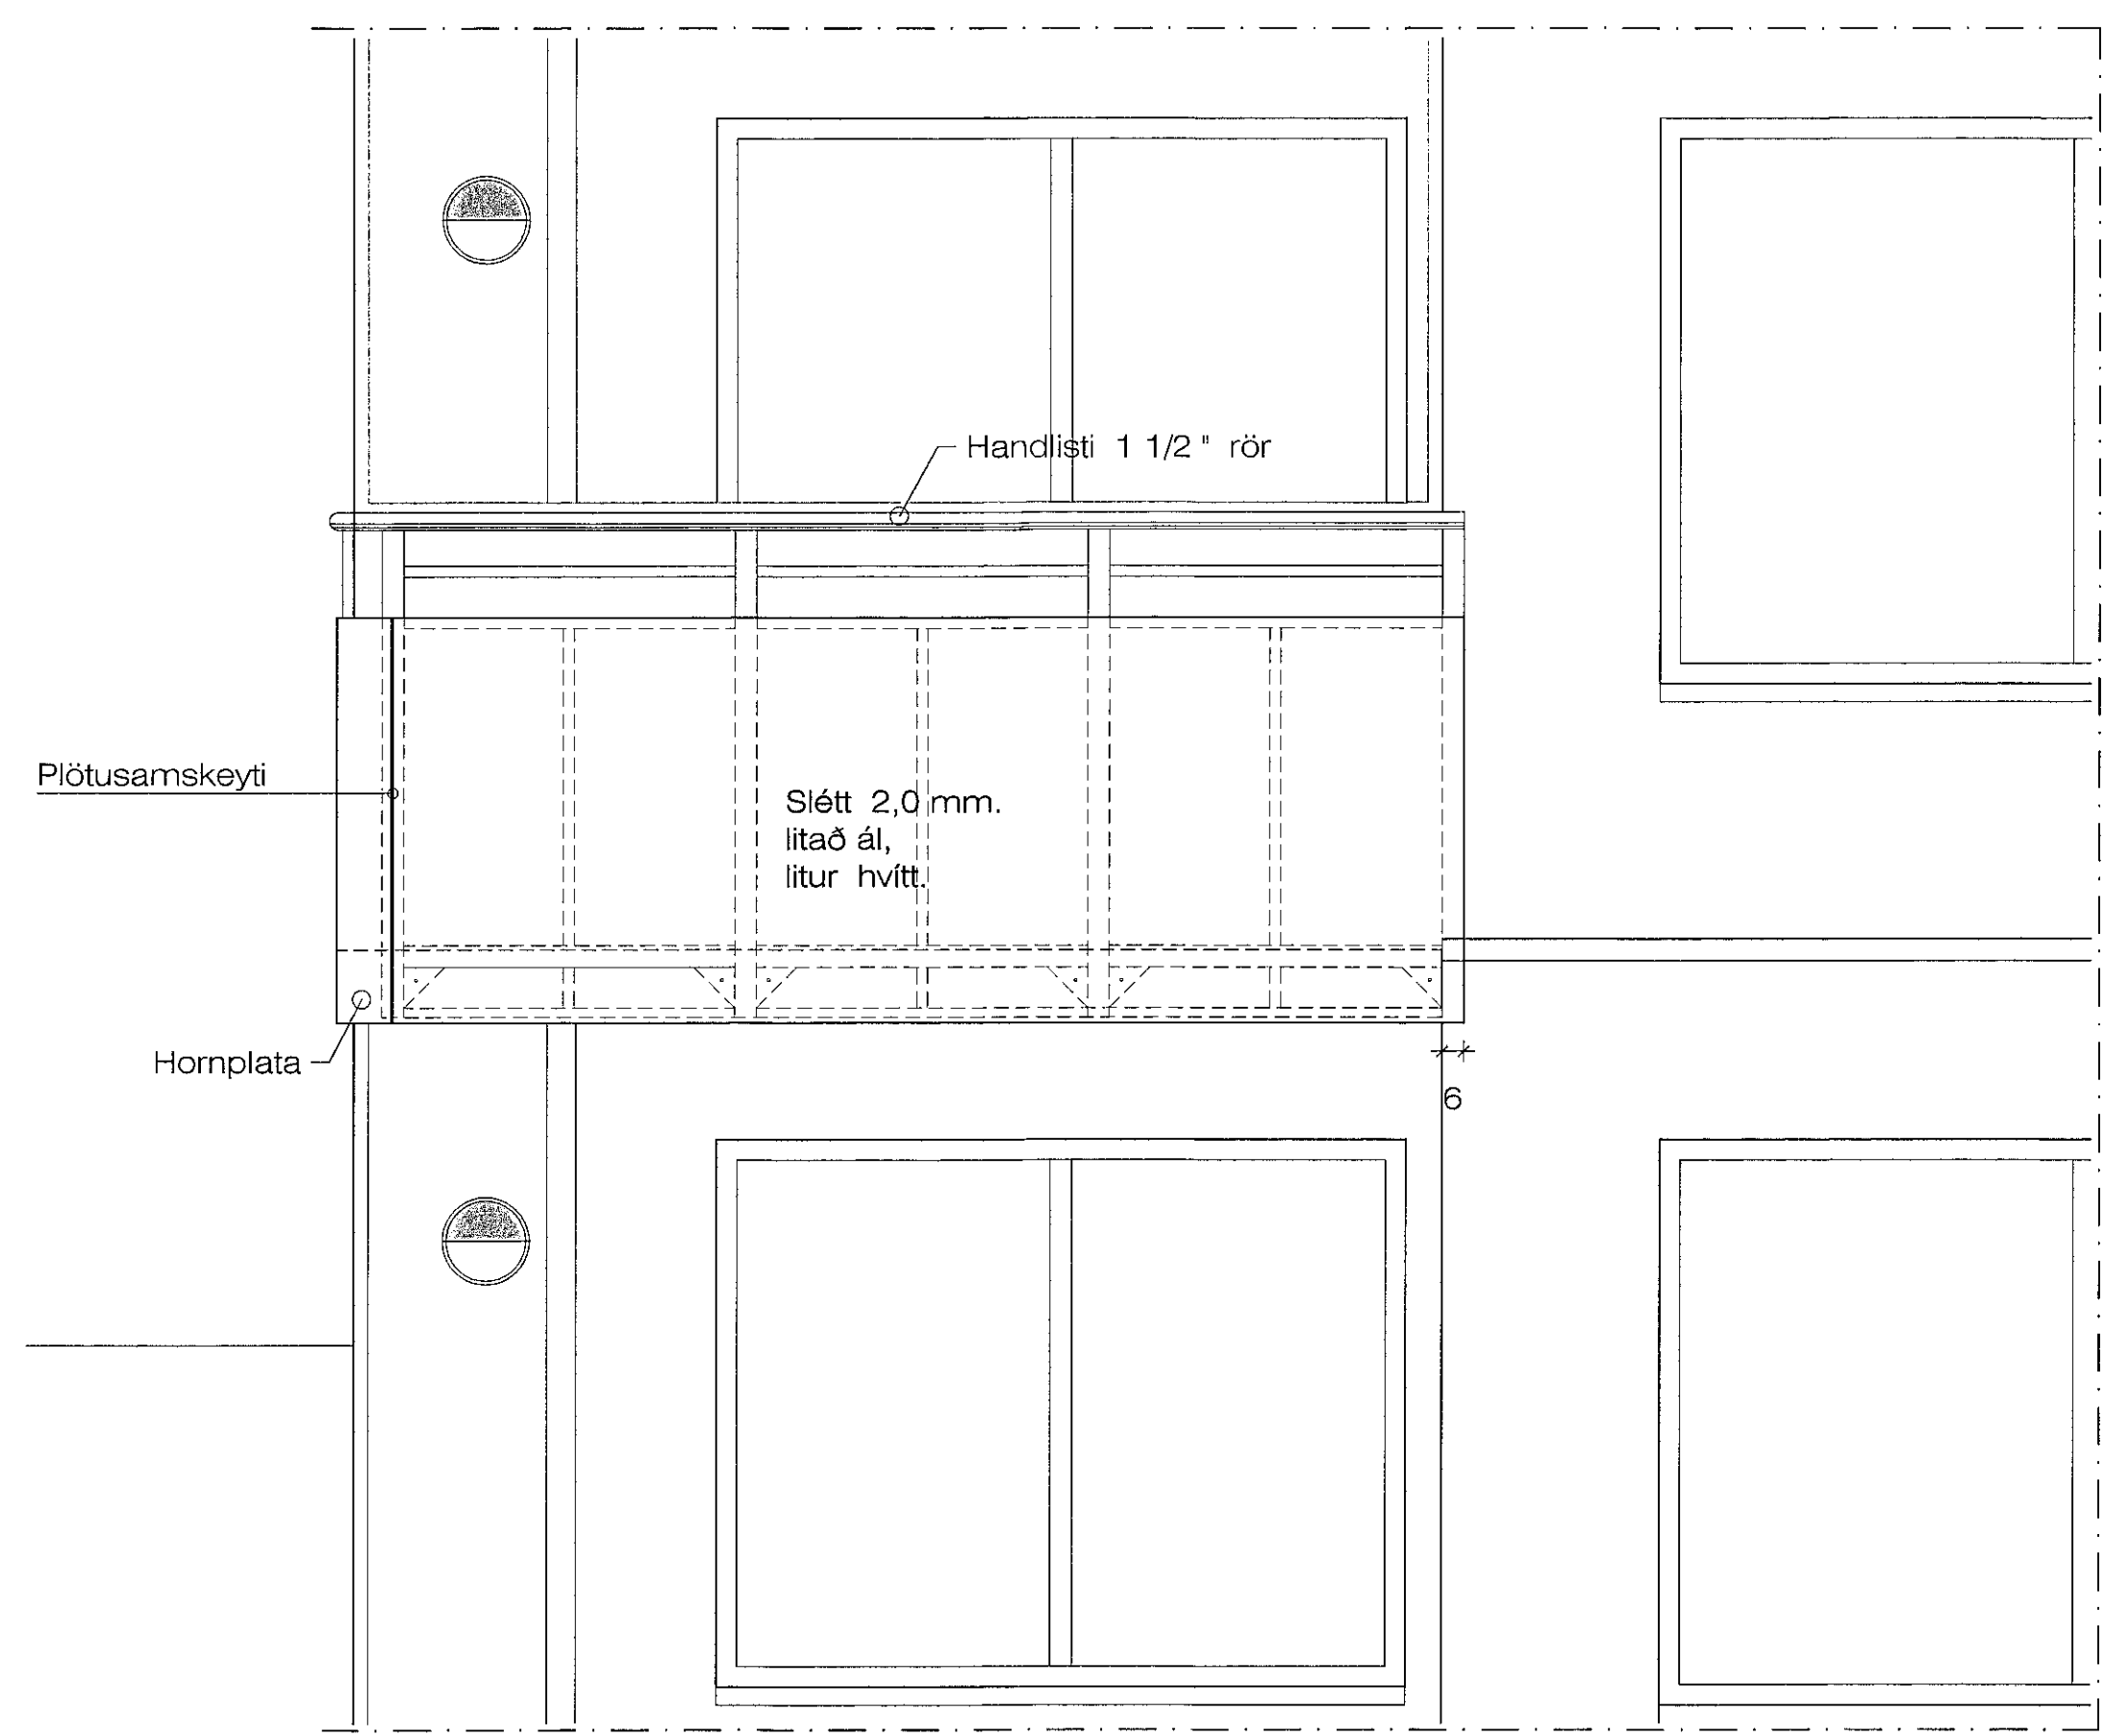 Handlisti 1 1/2 " rör
Plötusamskeyti
Slétt 2,0 mm.
litað ál,
litur hvítt.
Hornplata
6